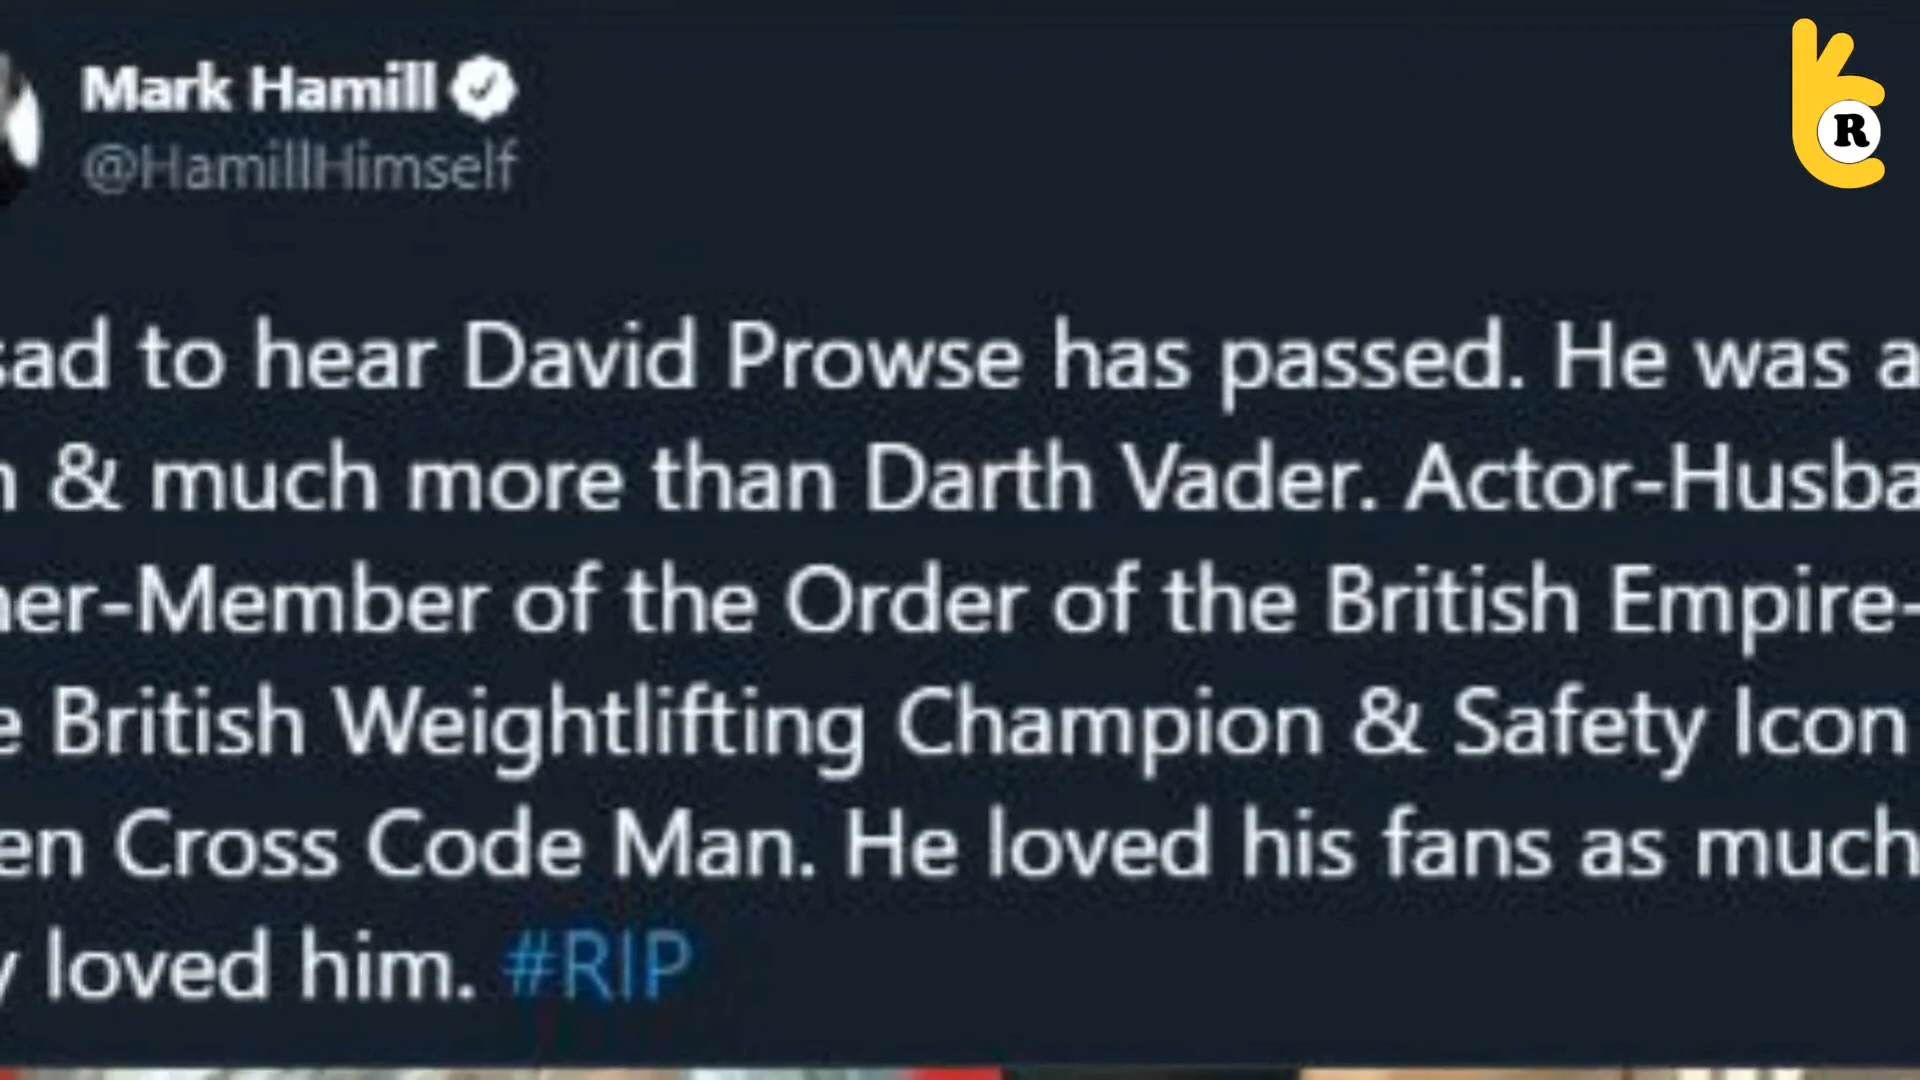 Mark Hamill
@HamillHimself
R
sad to hear David Prowse has passed. He was a
& much more than Darth Vader. Actor-Husba
her-Member of the Order of the British Empire-
e British Weightlifting Champion & Safety Icon
en Cross Code Man. He loved his fans as much
y loved him. #RIP